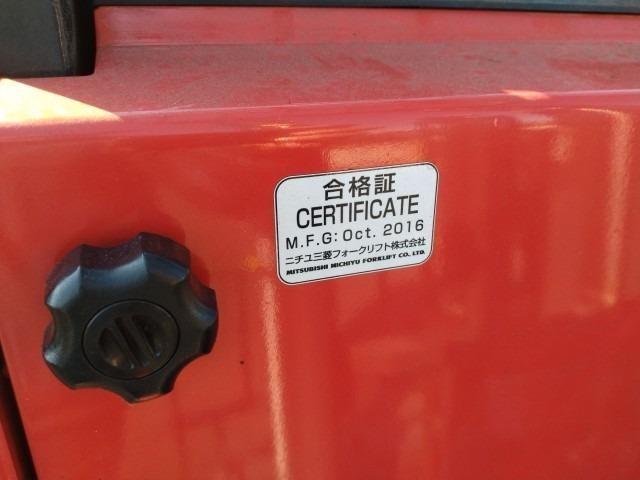 合格証
CERTIFICATE
M.F.G: Oct. 2016
ニチユ三菱フォークリフト株式会社
MITSUBISHI NICHIYU FORKLIFT CO., LTD.